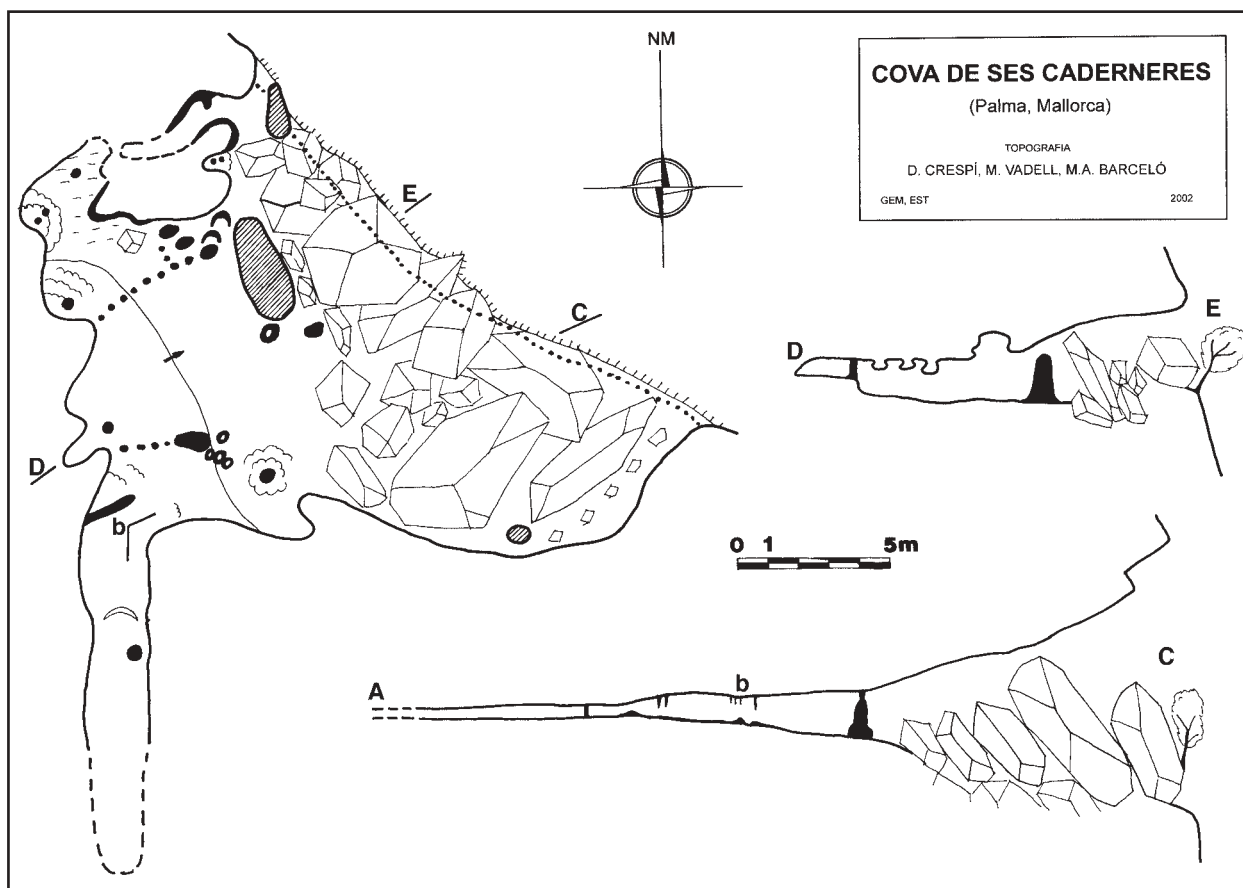 NM
COVA DE SES CADERNERES
(Palma, Mallorca)
TOPOGRAFIA
D. CRESPÍ, M. VADELL, M.A. BARCELÓ
GEM, EST 2002
E
C
D
b
D
E
0 1 5m
A
b
C